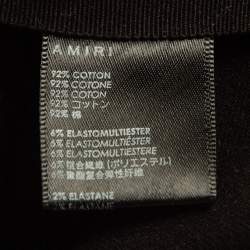 AMIRI
92% COTTON
92% COTONE
92% COTON
92% コットン
92% 棉
6% ELASTOMULTIESTER
6% ELASTOMULTIESTER
6% ELASTOMULTIESTERE
6% 複合繊維 (ポリエステル)
6% 聚酯复合弹性纤维
2% ELASTANE